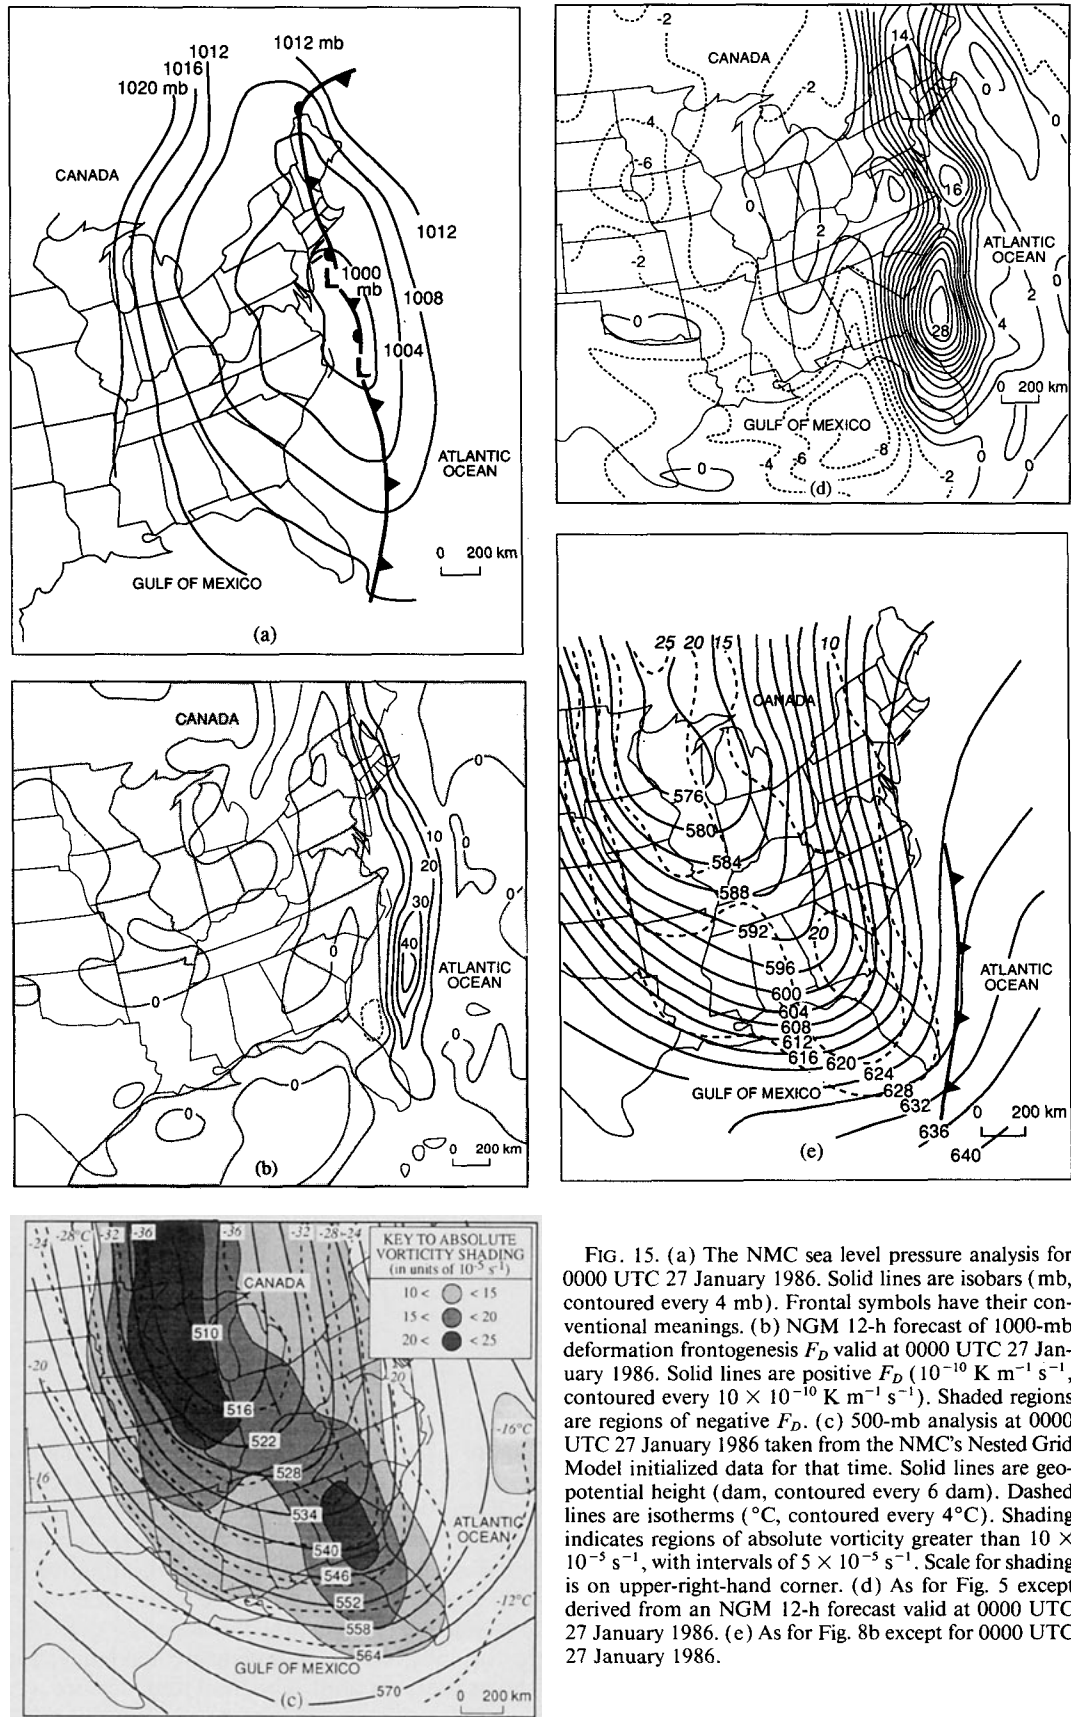 1012 mb
1012
1016
1020 mb
CANADA
1012
1000
mb
L
1008
1004
L
ATLANTIC
OCEAN
0 200 km
GULF OF MEXICO
(a)
-2
14
CANADA
0
-2
0
-4
-6
16
0
2
ATLANTIC
OCEAN
-2
0
2
0
28
4
0 200 km
GULF OF MEXICO
-8
-6
-4
0
-2
0
0
(d)
CANADA
0
10
0
20
0
30
0
40
ATLANTIC
OCEAN
0
0
0
0
0 200 km
(b)
25 20 15 10
CANADA
576
580
584
588
592
20
596
600
604
608
612
616
620
624
628
632
636
640
ATLANTIC
OCEAN
GULF OF MEXICO
0 200 km
(e)
-24
-28°C
-32
-36
-36
-32
-28
-24
KEY TO ABSOLUTE
VORTICITY SHADING
(in units of 10⁻⁵ s⁻¹)
10 < < 15
15 < < 20
20 < < 25
CANADA
510
-20
-20
516
-16°C
522
-16
528
534
ATLANTIC
OCEAN
540
546
552
-12°C
558
564
GULF OF MEXICO
570
0 200 km
(c)
FIG. 15. (a) The NMC sea level pressure analysis for
0000 UTC 27 January 1986. Solid lines are isobars (mb,
contoured every 4 mb). Frontal symbols have their con-
ventional meanings. (b) NGM 12-h forecast of 1000-mb
deformation frontogenesis F_D valid at 0000 UTC 27 Jan-
uary 1986. Solid lines are positive F_D (10⁻¹⁰ K m⁻¹ s⁻¹,
contoured every 10 × 10⁻¹⁰ K m⁻¹ s⁻¹). Shaded regions
are regions of negative F_D. (c) 500-mb analysis at 0000
UTC 27 January 1986 taken from the NMC's Nested Grid
Model initialized data for that time. Solid lines are geo-
potential height (dam, contoured every 6 dam). Dashed
lines are isotherms (°C, contoured every 4°C). Shading
indicates regions of absolute vorticity greater than 10 ×
10⁻⁵ s⁻¹, with intervals of 5 × 10⁻⁵ s⁻¹. Scale for shading
is on upper-right-hand corner. (d) As for Fig. 5 except
derived from an NGM 12-h forecast valid at 0000 UTC
27 January 1986. (e) As for Fig. 8b except for 0000 UTC
27 January 1986.